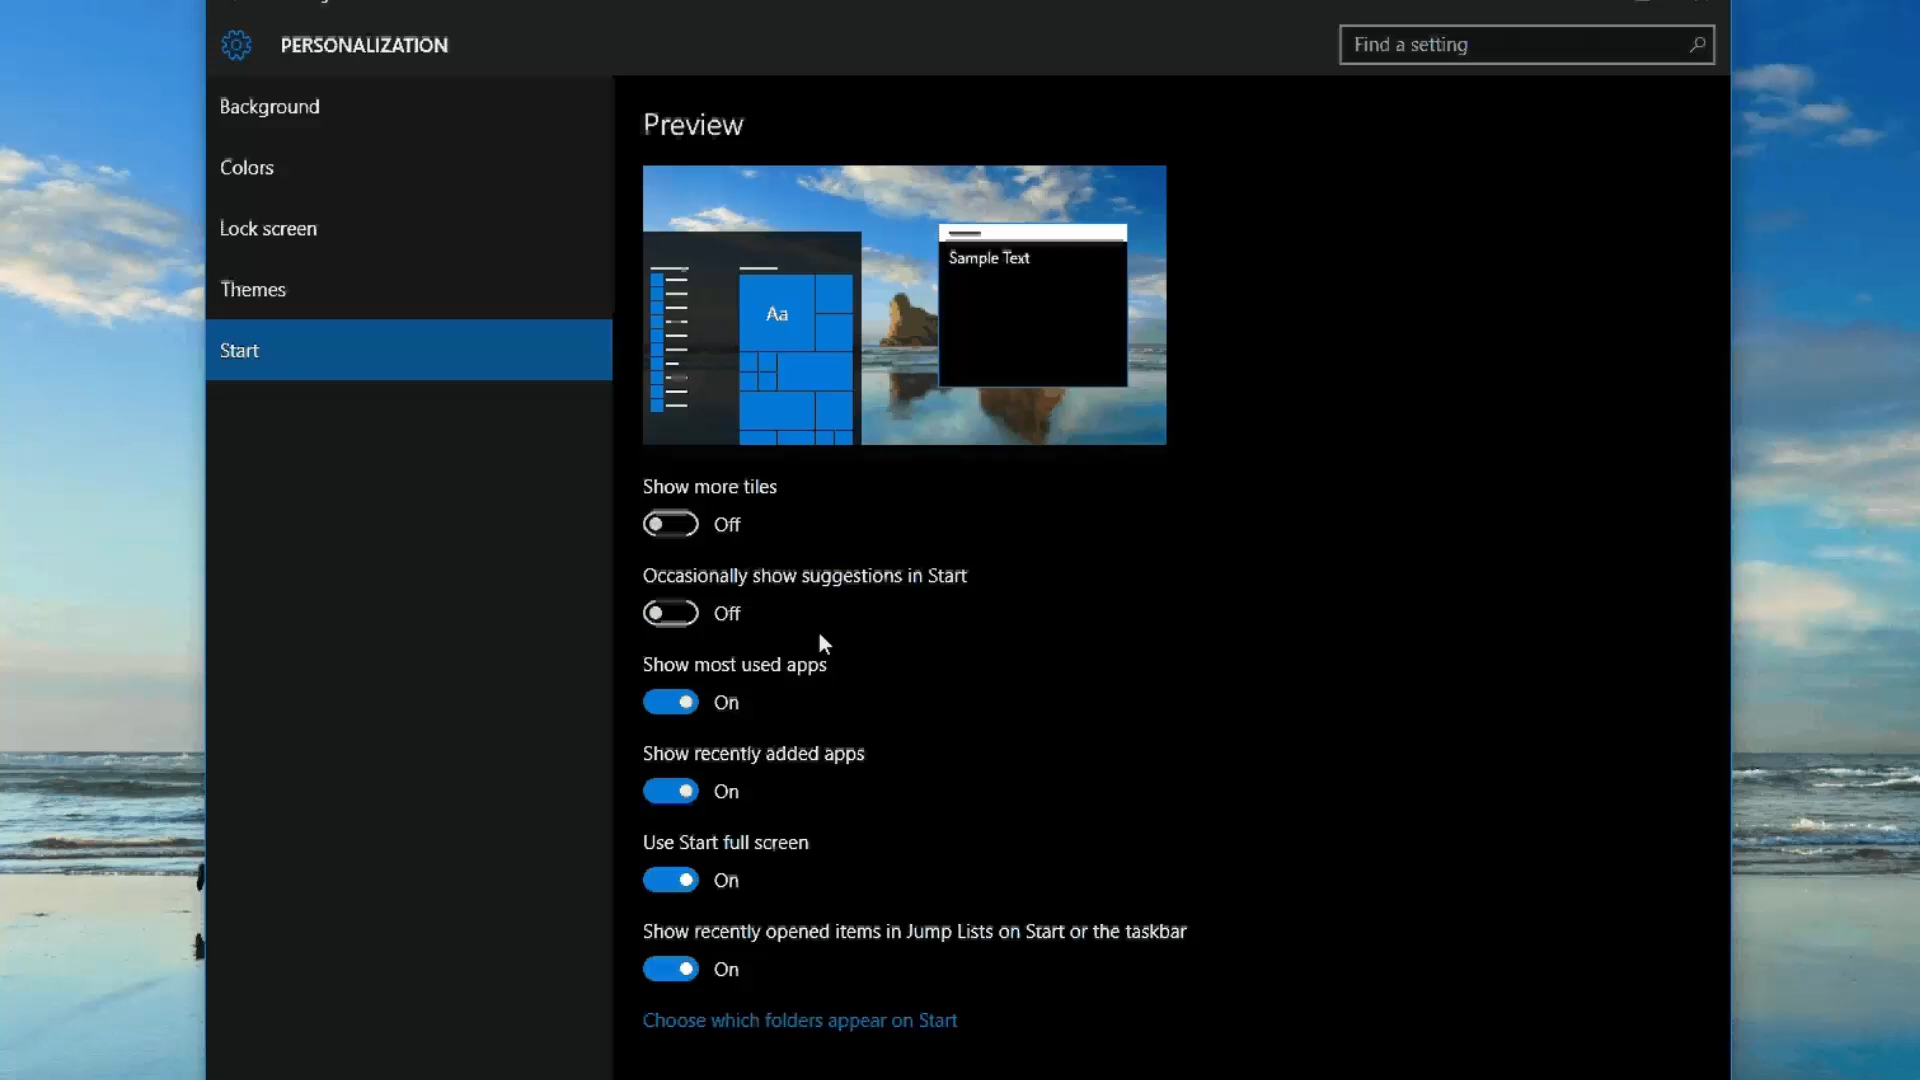 PERSONALIZATION
Find a setting
Background
Colors
Lock screen
Themes
Start
Preview
Sample Text
Aa
Show more tiles
Off
Occasionally show suggestions in Start
Off
Show most used apps
On
Show recently added apps
On
Use Start full screen
On
Show recently opened items in Jump Lists on Start or the taskbar
On
Choose which folders appear on Start